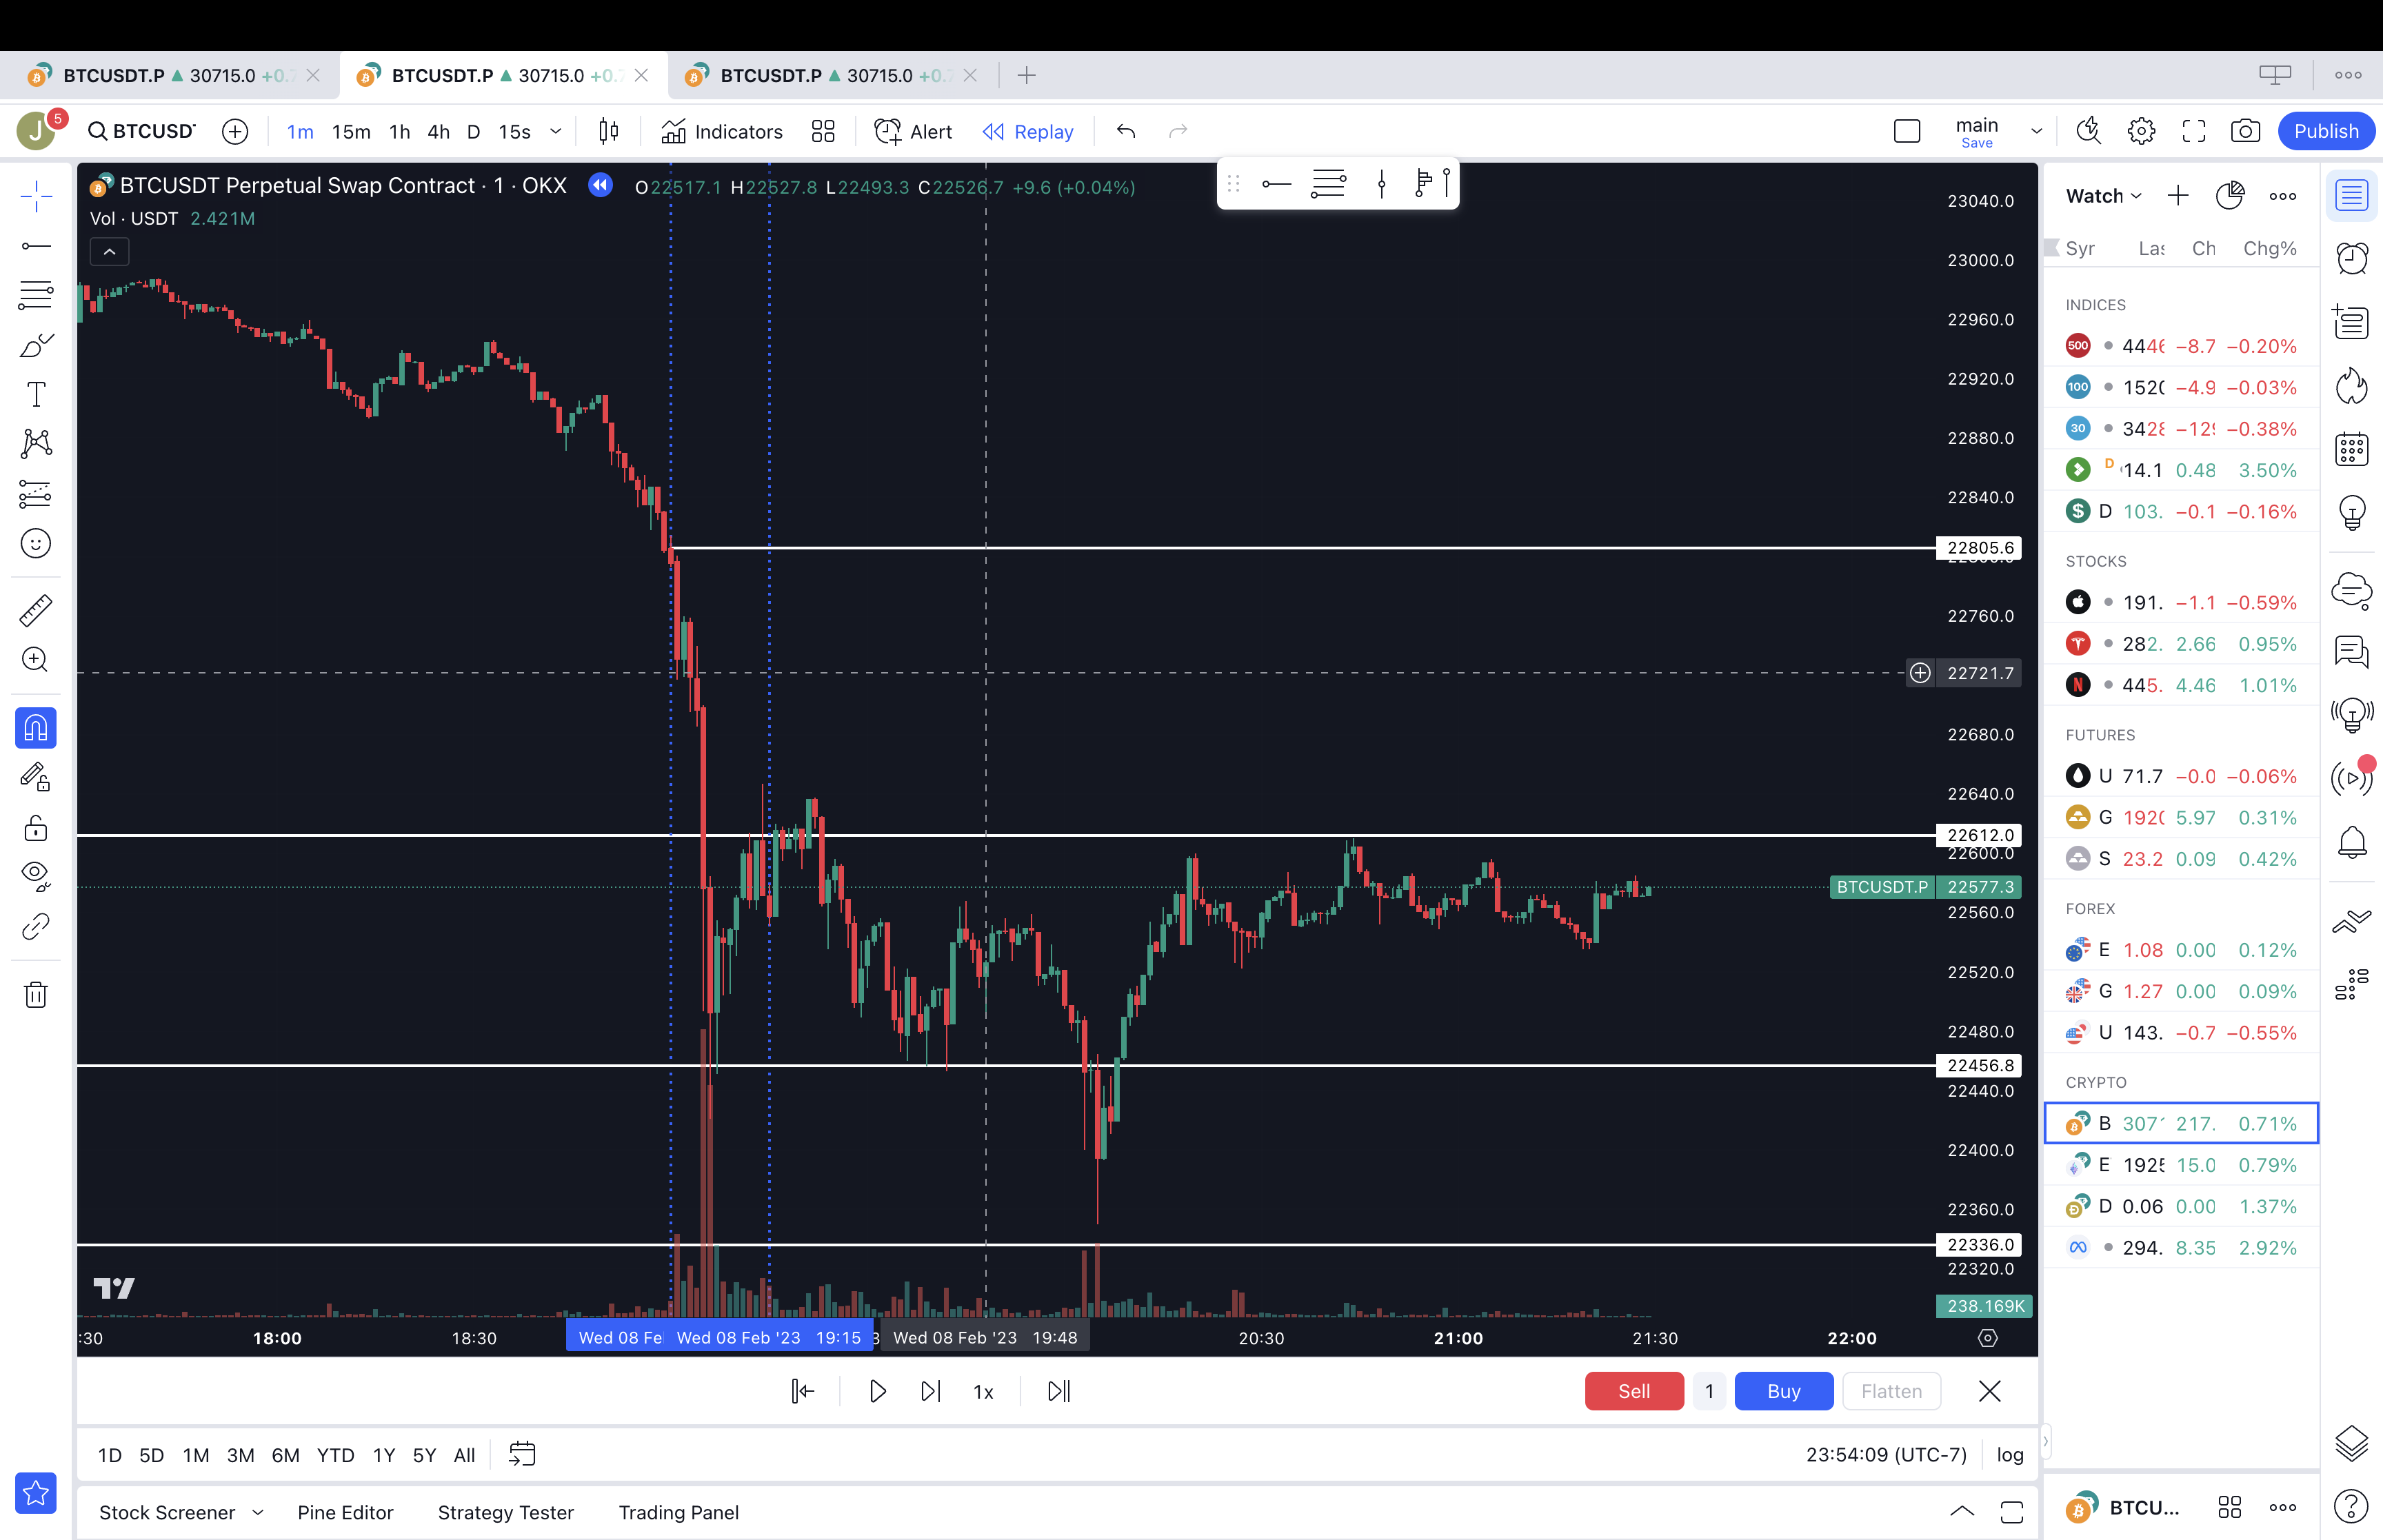 BTCUSDT.P 30715.0 +0.7 BTCUSDT.P 30715.0 +0.7 BTCUSDT.P 30715.0 +0.7
J 5 BTCUSD 1m 15m 1h 4h D 15s Indicators Alert Replay main Publish
Save
BTCUSDT Perpetual Swap Contract · 1 · OKX O22517.1 H22527.8 L22493.3 C22526.7 +9.6 (+0.04%)
Vol · USDT 2.421M
23040.0
23000.0
22960.0
22920.0
22880.0
22840.0
22805.6
22800.0
22760.0
22721.7
22680.0
22640.0
22612.0
22600.0
BTCUSDT.P 22577.3
22560.0
22520.0
22480.0
22456.8
22440.0
22400.0
22360.0
22336.0
22320.0
238.169K
:30 18:00 18:30 Wed 08 Fe Wed 08 Feb '23 19:15 3 Wed 08 Feb '23 19:48 20:30 21:00 21:30 22:00
1x Sell 1 Buy Flatten
1D 5D 1M 3M 6M YTD 1Y 5Y All 23:54:09 (UTC-7) log
Stock Screener Pine Editor Strategy Tester Trading Panel
Watch
Syr Las Ch Chg%
INDICES
500 4446 −8.7 −0.20%
100 1520 −4.9 −0.03%
30 3428 −129 −0.38%
D 14.1 0.48 3.50%
$ D 103. −0.1 −0.16%
STOCKS
191. −1.1 −0.59%
282. 2.66 0.95%
N 445. 4.46 1.01%
FUTURES
U 71.7 −0.0 −0.06%
G 1920 5.97 0.31%
S 23.2 0.09 0.42%
FOREX
E 1.08 0.00 0.12%
G 1.27 0.00 0.09%
U 143. −0.7 −0.55%
CRYPTO
B 307 217. 0.71%
E 1925 15.0 0.79%
D 0.06 0.00 1.37%
294. 8.35 2.92%
BTCU...